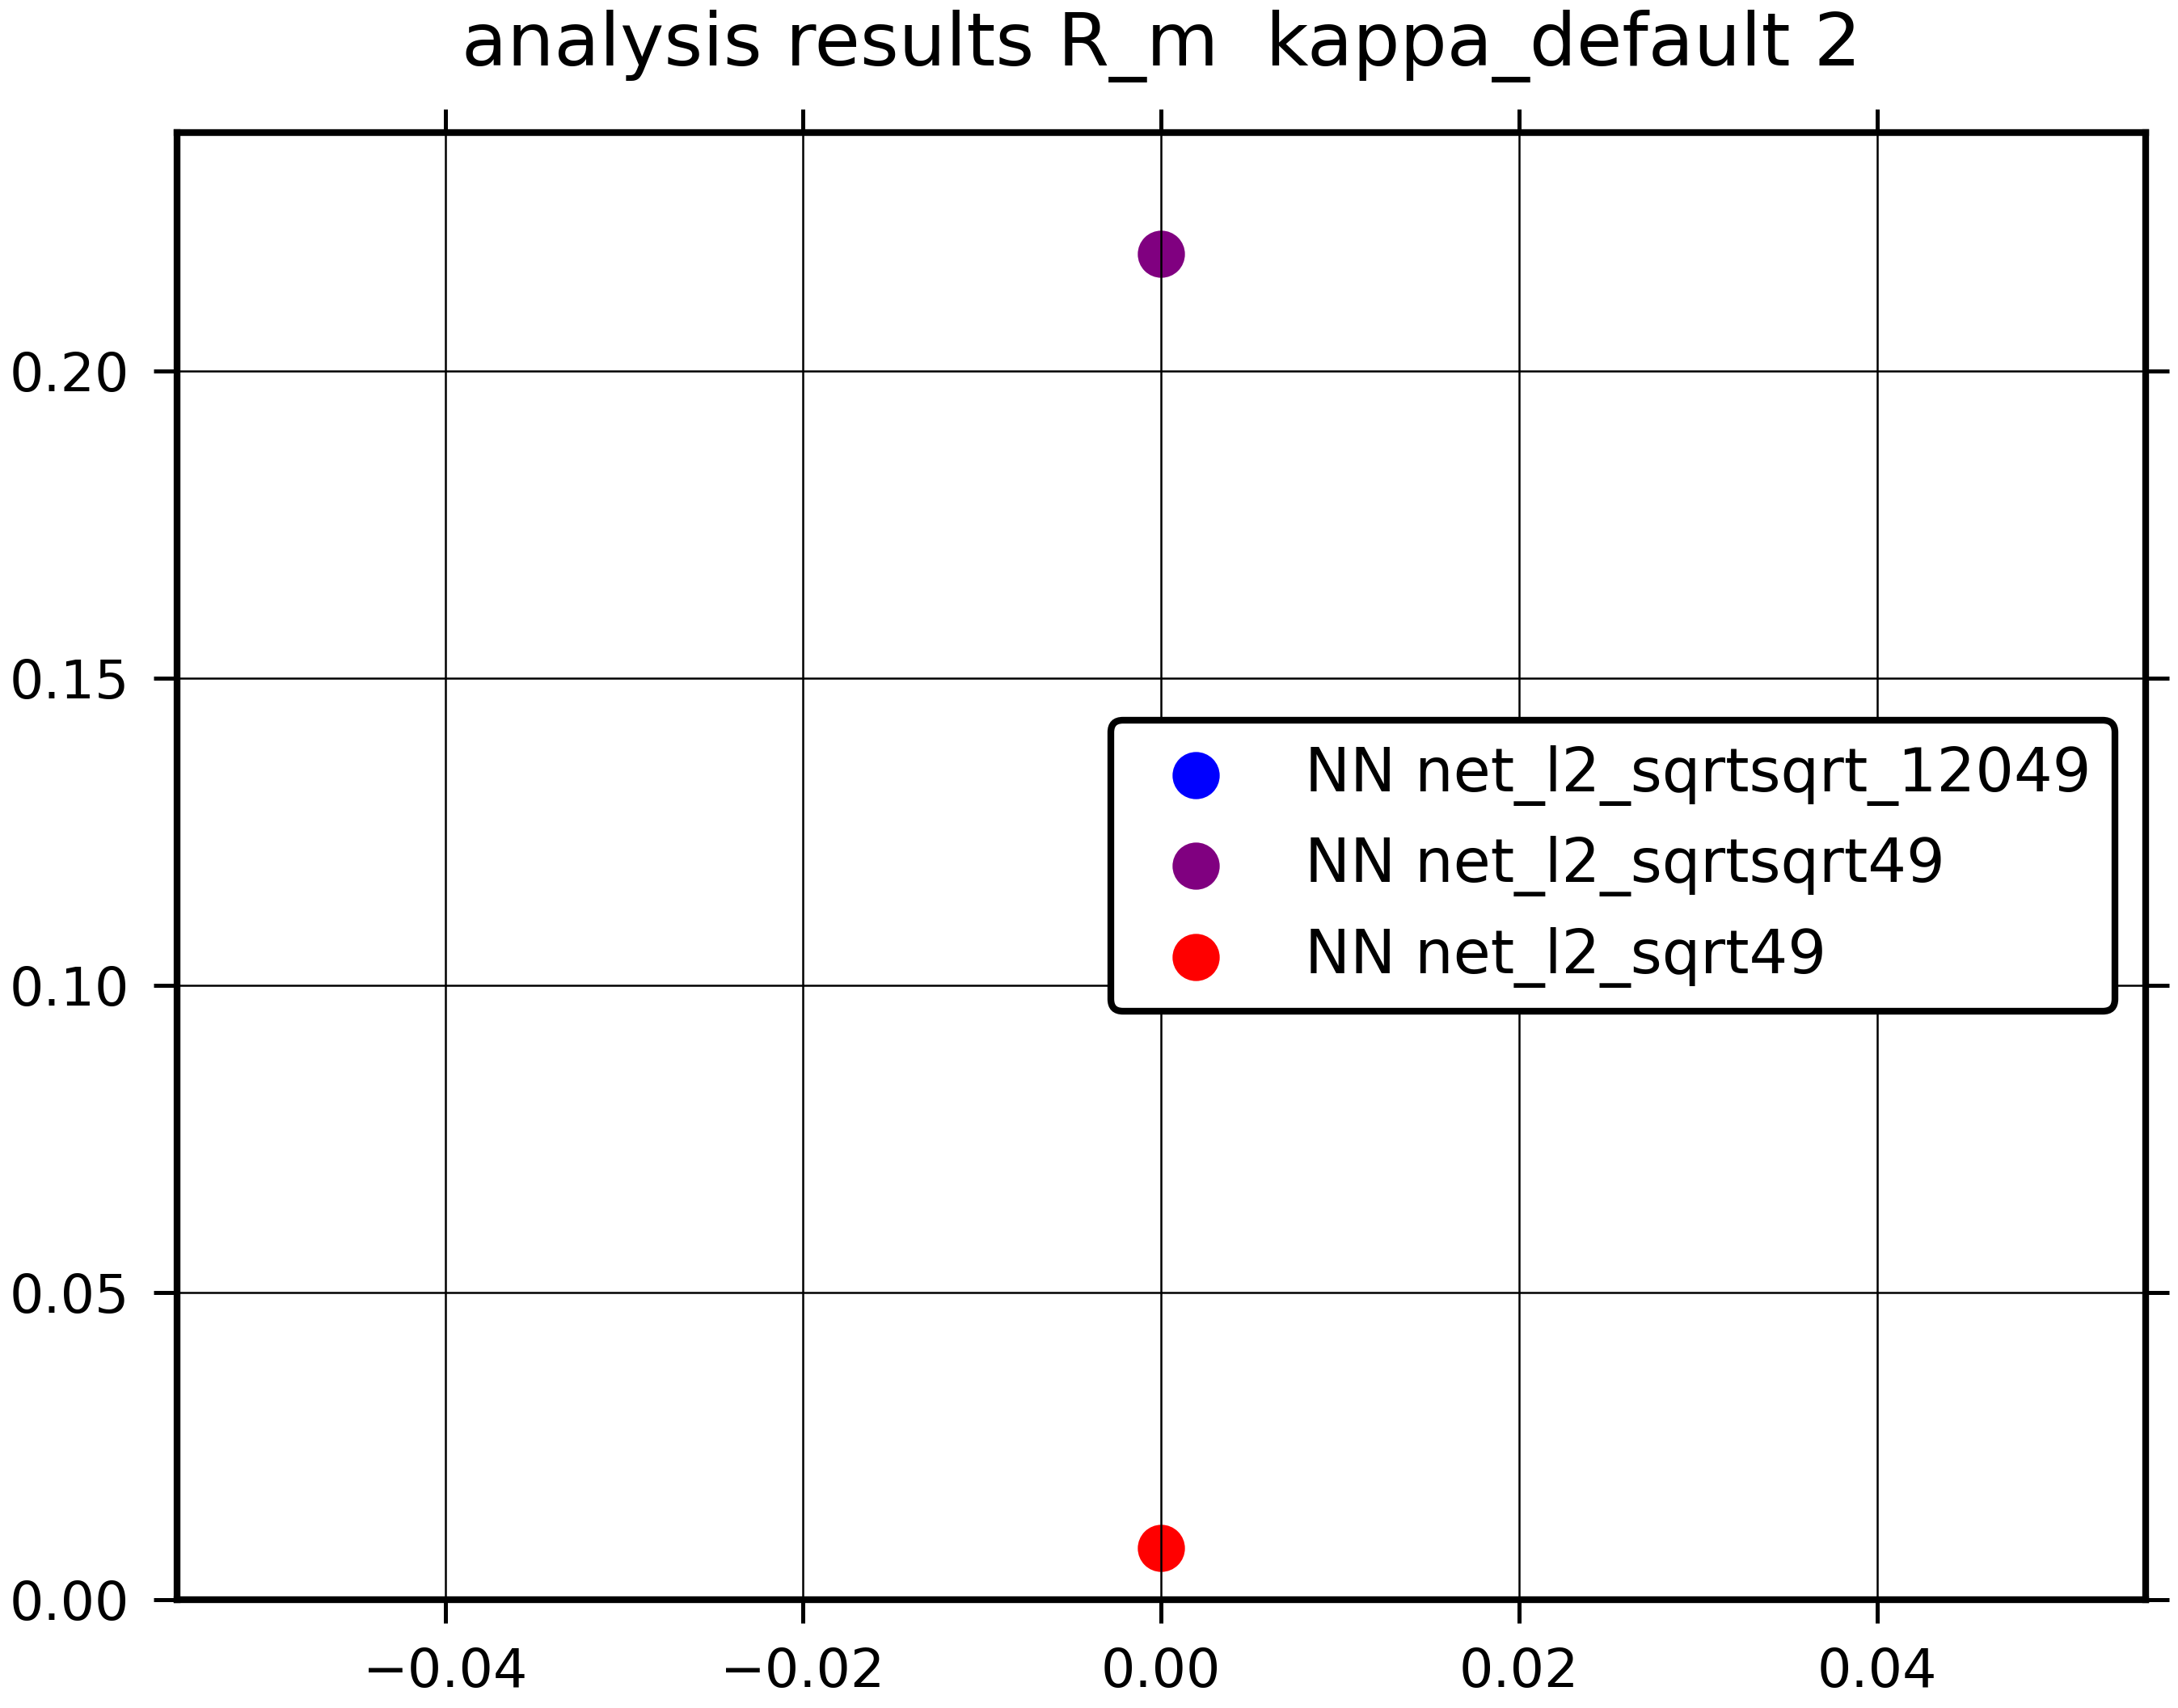 analysis results R_m  kappa_default 2
0.20
0.15
0.10
0.05
0.00
NN net_l2_sqrtsqrt_12049
NN net_l2_sqrtsqrt49
NN net_l2_sqrt49
−0.04 −0.02 0.00 0.02 0.04